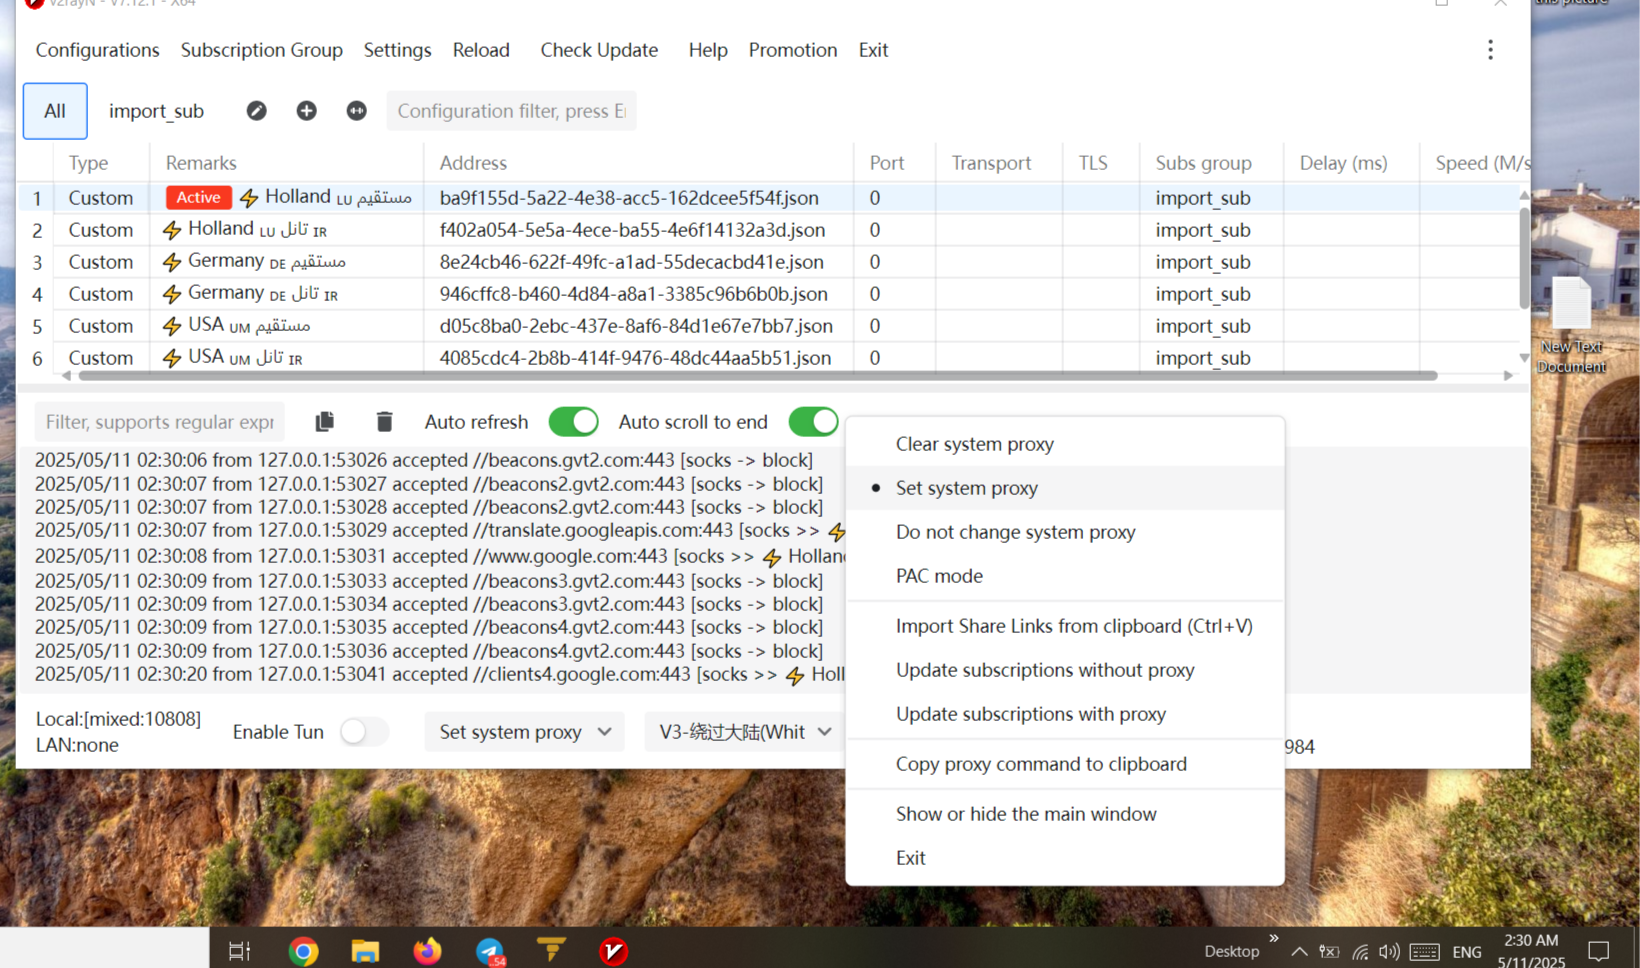 v2rayN - V7.12.1 - X64
this picture
Configurations Subscription Group Settings Reload Check Update Help Promotion Exit
All import_sub Configuration filter, press E
Type Remarks Address Port Transport TLS Subs group Delay (ms) Speed (M/s
1 Custom Active ⚡ Holland LU مستقیم ba9f155d-5a22-4e38-acc5-162dcee5f54f.json 0 import_sub
2 Custom ⚡ Holland LU تانل IR f402a054-5e5a-4ece-ba55-4e6f14132a3d.json 0 import_sub
3 Custom ⚡ Germany DE مستقیم 8e24cb46-622f-49fc-a1ad-55decacbd41e.json 0 import_sub
4 Custom ⚡ Germany DE تانل IR 946cffc8-b460-4d84-a8a1-3385c96b6b0b.json 0 import_sub
5 Custom ⚡ USA UM مستقیم d05c8ba0-2ebc-437e-8af6-84d1e67e7bb7.json 0 import_sub
6 Custom ⚡ USA UM تانل IR 4085cdc4-2b8b-414f-9476-48dc44aa5b51.json 0 import_sub
New Text
Document
Filter, supports regular expr Auto refresh Auto scroll to end
2025/05/11 02:30:06 from 127.0.0.1:53026 accepted //beacons.gvt2.com:443 [socks -> block]
2025/05/11 02:30:07 from 127.0.0.1:53027 accepted //beacons2.gvt2.com:443 [socks -> block]
2025/05/11 02:30:07 from 127.0.0.1:53028 accepted //beacons2.gvt2.com:443 [socks -> block]
2025/05/11 02:30:07 from 127.0.0.1:53029 accepted //translate.googleapis.com:443 [socks >> ⚡
2025/05/11 02:30:08 from 127.0.0.1:53031 accepted //www.google.com:443 [socks >> ⚡ Holland
2025/05/11 02:30:09 from 127.0.0.1:53033 accepted //beacons3.gvt2.com:443 [socks -> block]
2025/05/11 02:30:09 from 127.0.0.1:53034 accepted //beacons3.gvt2.com:443 [socks -> block]
2025/05/11 02:30:09 from 127.0.0.1:53035 accepted //beacons4.gvt2.com:443 [socks -> block]
2025/05/11 02:30:09 from 127.0.0.1:53036 accepted //beacons4.gvt2.com:443 [socks -> block]
2025/05/11 02:30:20 from 127.0.0.1:53041 accepted //clients4.google.com:443 [socks >> ⚡ Holl
Clear system proxy
• Set system proxy
Do not change system proxy
PAC mode
Import Share Links from clipboard (Ctrl+V)
Update subscriptions without proxy
Update subscriptions with proxy
Copy proxy command to clipboard
Show or hide the main window
Exit
Local:[mixed:10808]
LAN:none
Enable Tun Set system proxy V3-绕过大陆(Whit
984
54
Desktop » ENG
2:30 AM
5/11/2025